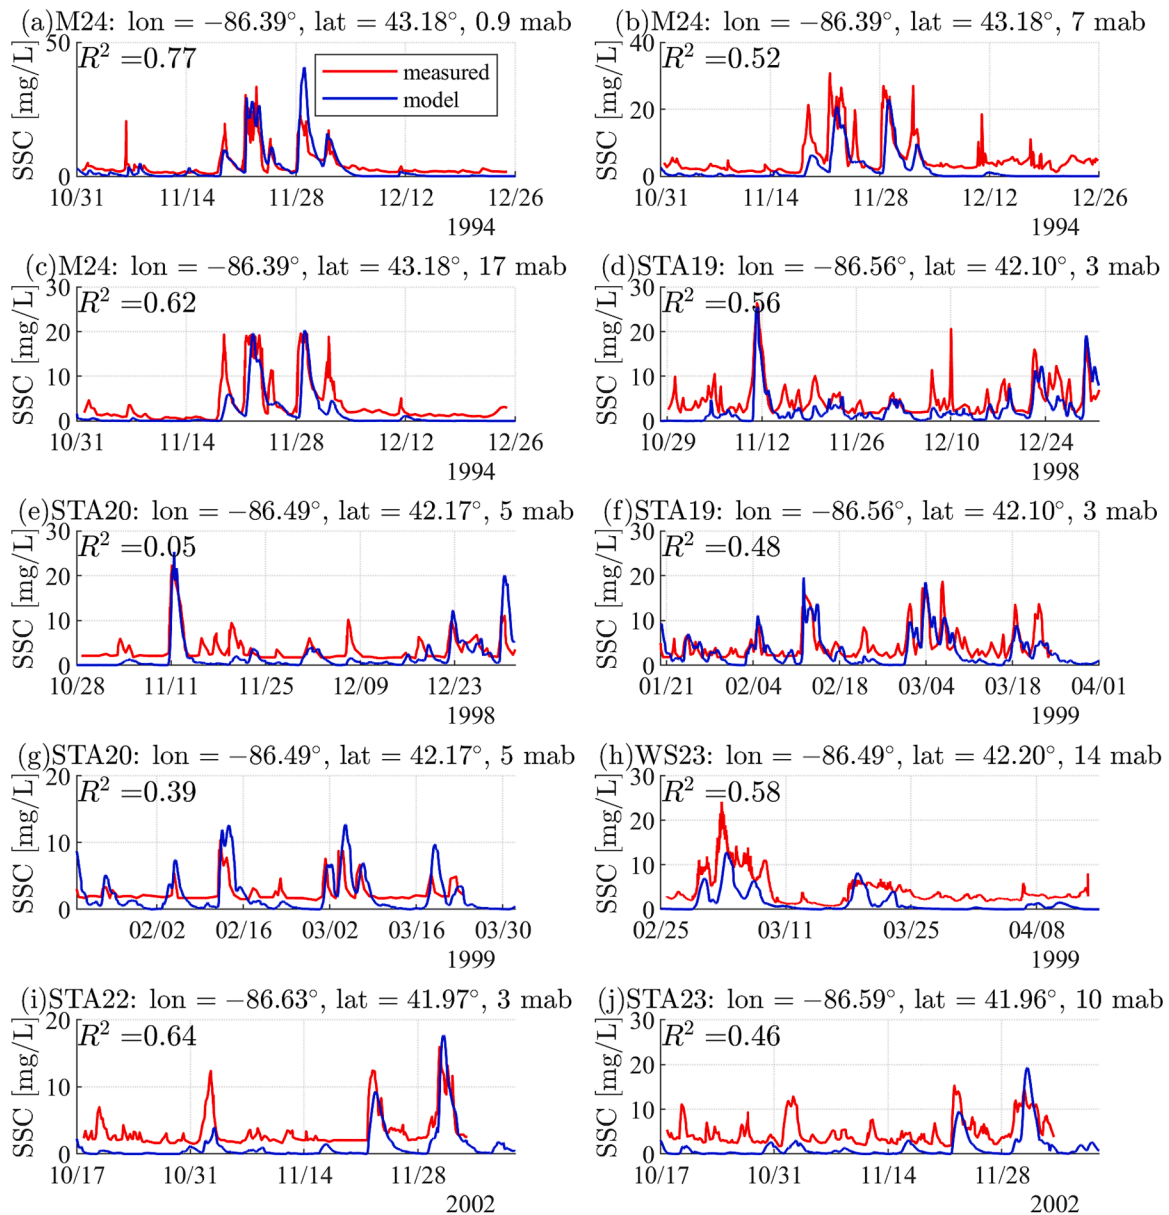 (a)M24: lon = −86.39°, lat = 43.18°, 0.9 mab
SSC [mg/L]
50
0
R² =0.77
measured
model
10/31 11/14 11/28 12/12 12/26
1994
(b)M24: lon = −86.39°, lat = 43.18°, 7 mab
SSC [mg/L]
40
20
0
R² =0.52
10/31 11/14 11/28 12/12 12/26
1994
(c)M24: lon = −86.39°, lat = 43.18°, 17 mab
SSC [mg/L]
30
20
10
0
R² =0.62
10/31 11/14 11/28 12/12 12/26
1994
(d)STA19: lon = −86.56°, lat = 42.10°, 3 mab
SSC [mg/L]
30
20
10
0
R² =0.56
10/29 11/12 11/26 12/10 12/24
1998
(e)STA20: lon = −86.49°, lat = 42.17°, 5 mab
SSC [mg/L]
30
20
10
0
R² =0.05
10/28 11/11 11/25 12/09 12/23
1998
(f)STA19: lon = −86.56°, lat = 42.10°, 3 mab
SSC [mg/L]
30
20
10
0
R² =0.48
01/21 02/04 02/18 03/04 03/18 04/01
1999
(g)STA20: lon = −86.49°, lat = 42.17°, 5 mab
SSC [mg/L]
20
10
0
R² =0.39
02/02 02/16 03/02 03/16 03/30
1999
(h)WS23: lon = −86.49°, lat = 42.20°, 14 mab
SSC [mg/L]
30
20
10
0
R² =0.58
02/25 03/11 03/25 04/08
1999
(i)STA22: lon = −86.63°, lat = 41.97°, 3 mab
SSC [mg/L]
20
10
0
R² =0.64
10/17 10/31 11/14 11/28
2002
(j)STA23: lon = −86.59°, lat = 41.96°, 10 mab
SSC [mg/L]
30
20
10
0
R² =0.46
10/17 10/31 11/14 11/28
2002